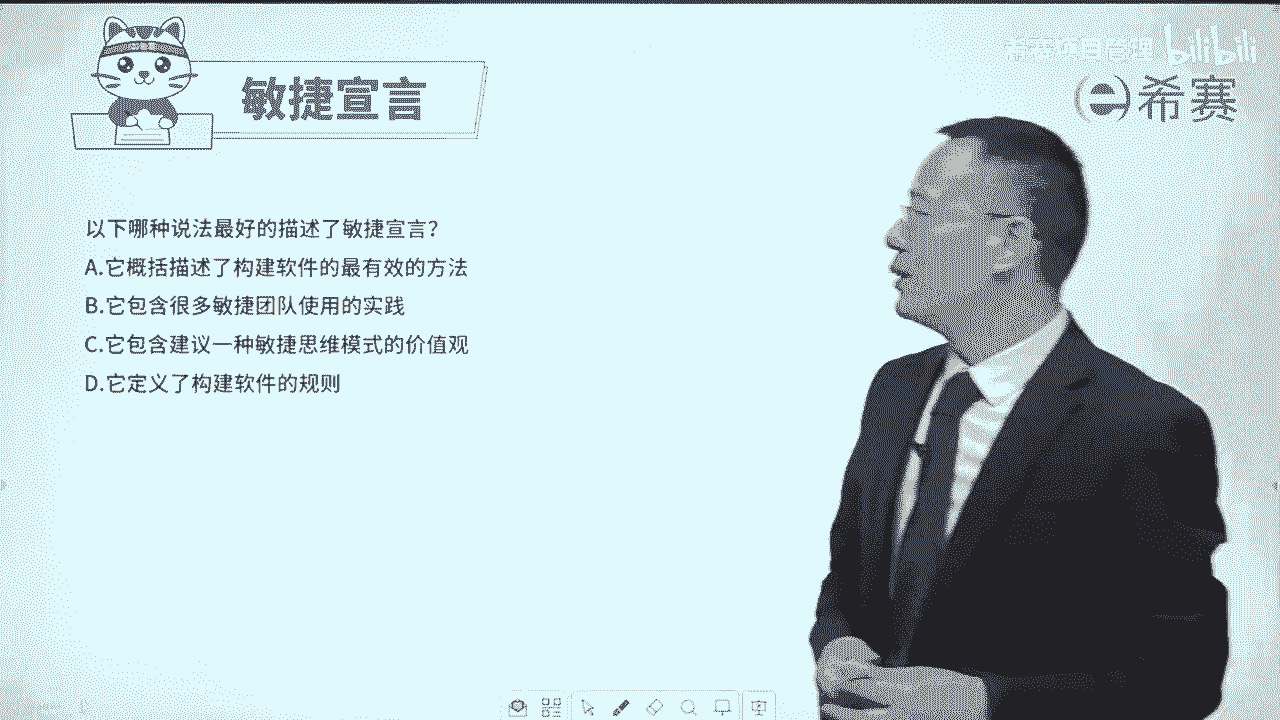 希赛项目管理 bilibili
敏捷宣言
希赛
以下哪种说法最好的描述了敏捷宣言?
A.它概括描述了构建软件的最有效的方法
B.它包含很多敏捷团队使用的实践
C.它包含建议一种敏捷思维模式的价值观
D.它定义了构建软件的规则